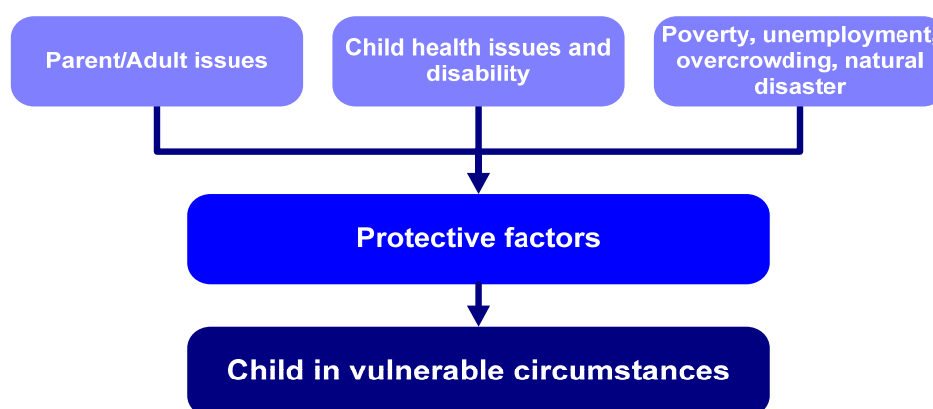 Parent/Adult issues
Child health issues and
disability
Poverty, unemployment,
overcrowding, natural
disaster
Protective factors
Child in vulnerable circumstances